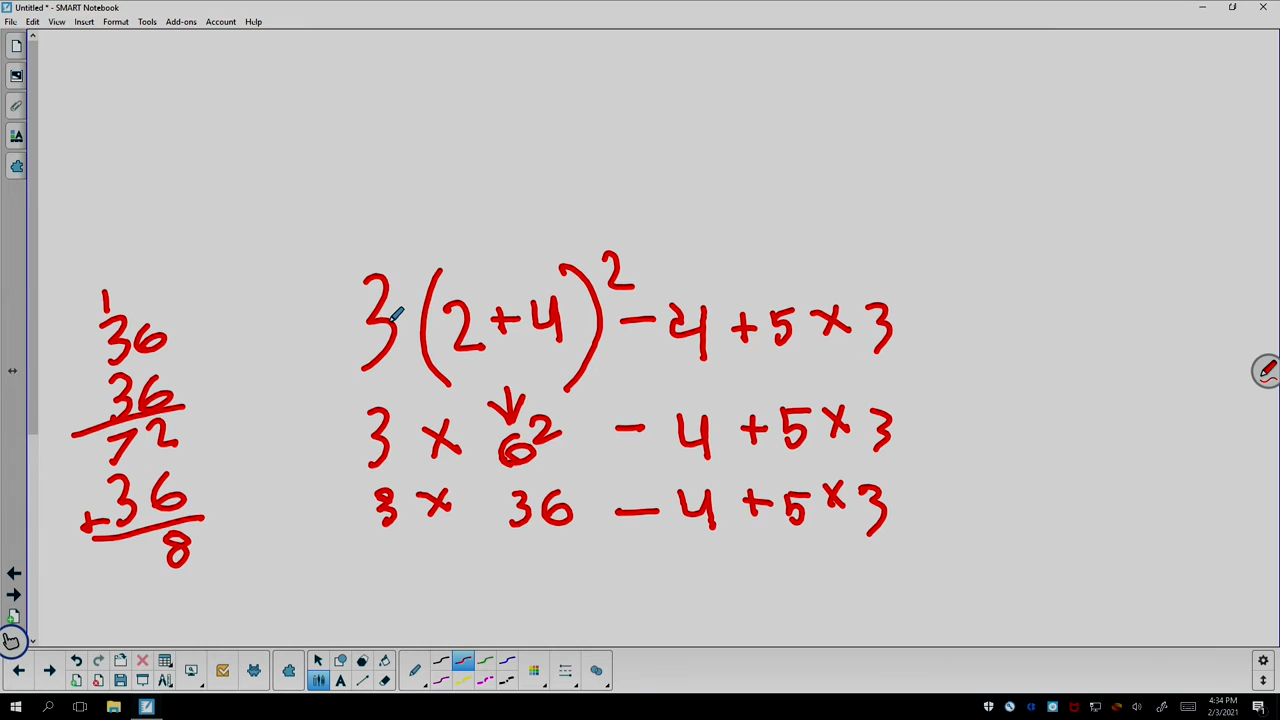 Untitled * - SMART Notebook
File Edit View Insert Format Tools Add-ons Count Help
1
36
36
72
+36
8
3(2+4)² - 4 + 5 × 3
3 × 6² - 4 + 5 × 3
3 × 36 - 4 + 5 × 3
4:34 PM
2/3/2021